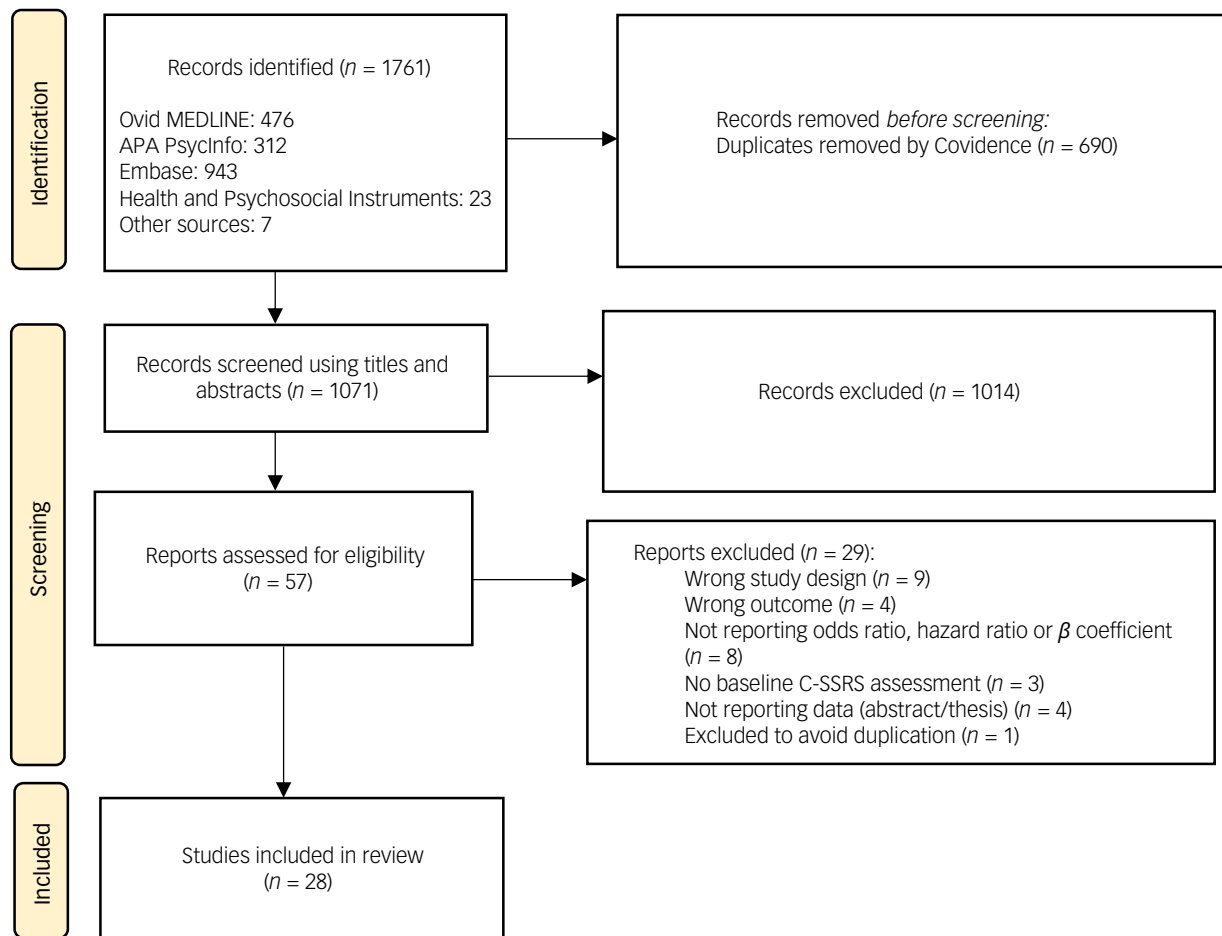 Identification
Records identified (n = 1761)
Ovid MEDLINE: 476
APA PsycInfo: 312
Embase: 943
Health and Psychosocial Instruments: 23
Other sources: 7
Records removed before screening:
Duplicates removed by Covidence (n = 690)
Screening
Records screened using titles and
abstracts (n = 1071)
Records excluded (n = 1014)
Reports assessed for eligibility
(n = 57)
Reports excluded (n = 29):
Wrong study design (n = 9)
Wrong outcome (n = 4)
Not reporting odds ratio, hazard ratio or β coefficient
(n = 8)
No baseline C-SSRS assessment (n = 3)
Not reporting data (abstract/thesis) (n = 4)
Excluded to avoid duplication (n = 1)
Included
Studies included in review
(n = 28)